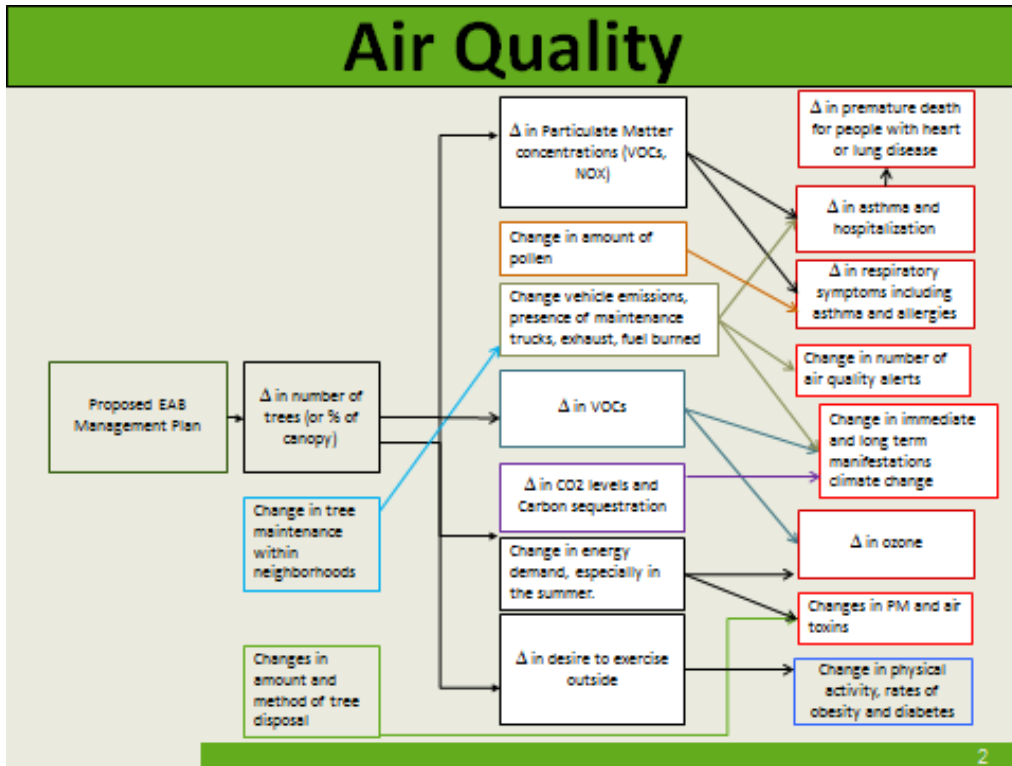 Air Quality
Δ in Particulate Matter
concentrations (VOCs,
NOX)
Δ in premature death
for people with heart
or lung disease
Δ in asthma and
hospitalization
Change in amount of
pollen
Δ in respiratory
symptoms including
asthma and allergies
Change vehicle emissions,
presence of maintenance
trucks, exhaust, fuel burned
Change in number of
air quality alerts
Proposed EAB
Management Plan
Δ in number of
trees (or % of
canopy)
Δ in VOCs
Change in immediate
and long term
manifestations
climate change
Δ in CO2 levels and
Carbon sequestration
Change in tree
maintenance
within
neighborhoods
Change in energy
demand, especially in
the summer.
Δ in ozone
Changes in PM and air
toxins
Changes in
amount and
method of tree
disposal
Δ in desire to exercise
outside
Change in physical
activity, rates of
obesity and diabetes
2